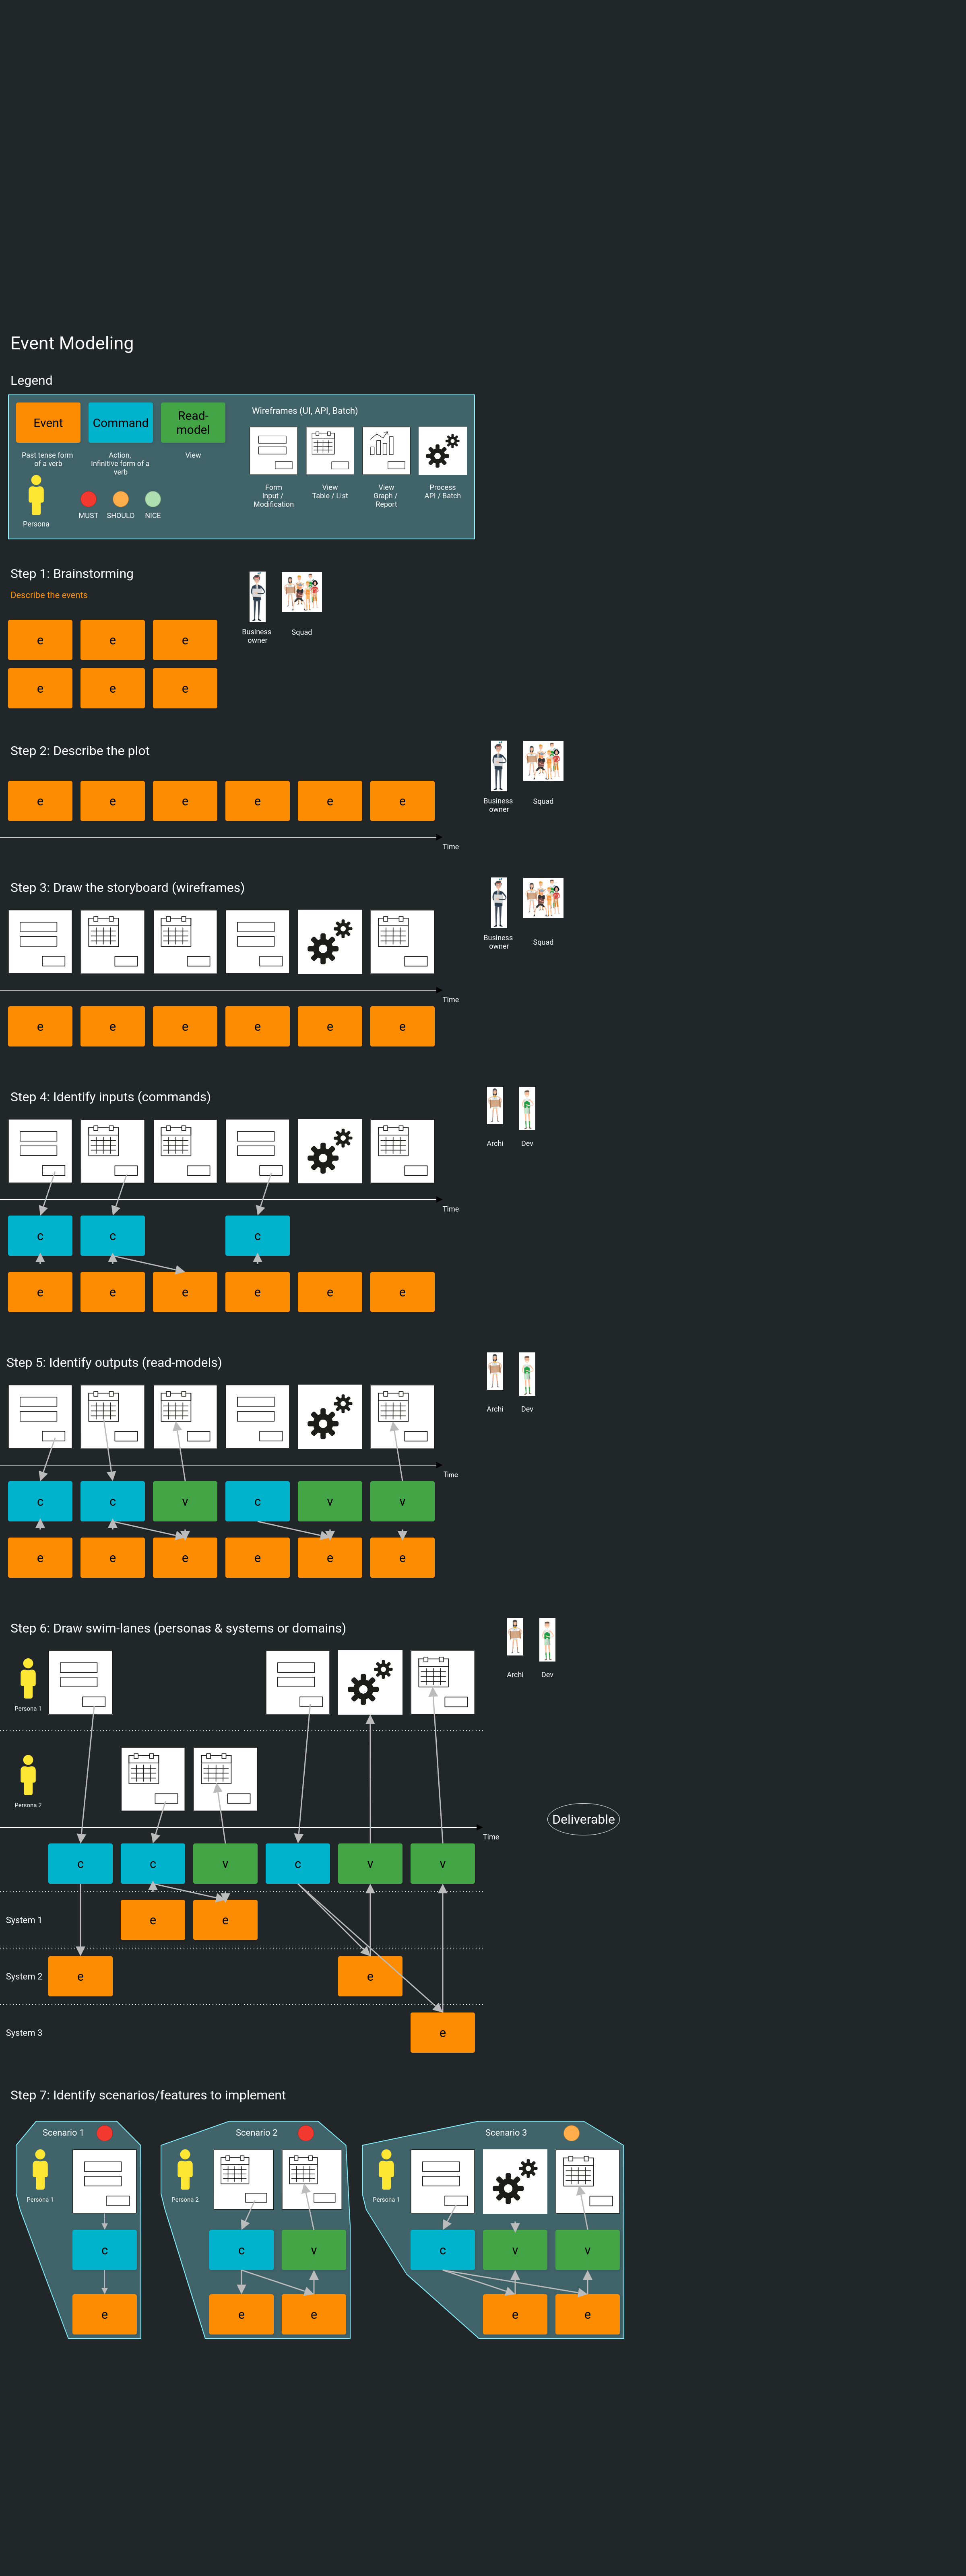 Event Modeling
Legend
Event
Command
Read-
model
Past tense form
of a verb
Action,
Infinitive form of a
verb
View
Persona
MUST
SHOULD
NICE
Wireframes (UI, API, Batch)
Form
Input /
Modification
View
Table / List
View
Graph /
Report
Process
API / Batch
Step 1: Brainstorming
Describe the events
e
e
e
e
e
e
Business
owner
Squad
Step 2: Describe the plot
e
e
e
e
e
e
Time
Business
owner
Squad
Step 3: Draw the storyboard (wireframes)
Time
e
e
e
e
e
e
Business
owner
Squad
Step 4: Identify inputs (commands)
Time
c
c
c
e
e
e
e
e
e
Archi
Dev
Step 5: Identify outputs (read-models)
Time
c
c
v
c
v
v
e
e
e
e
e
e
Archi
Dev
Step 6: Draw swim-lanes (personas & systems or domains)
Archi
Dev
Persona 1
Persona 2
Time
Deliverable
c
c
v
c
v
v
System 1
e
e
System 2
e
e
System 3
e
Step 7: Identify scenarios/features to implement
Scenario 1
Persona 1
c
e
Scenario 2
Persona 2
c
v
e
e
Scenario 3
Persona 1
c
v
v
e
e